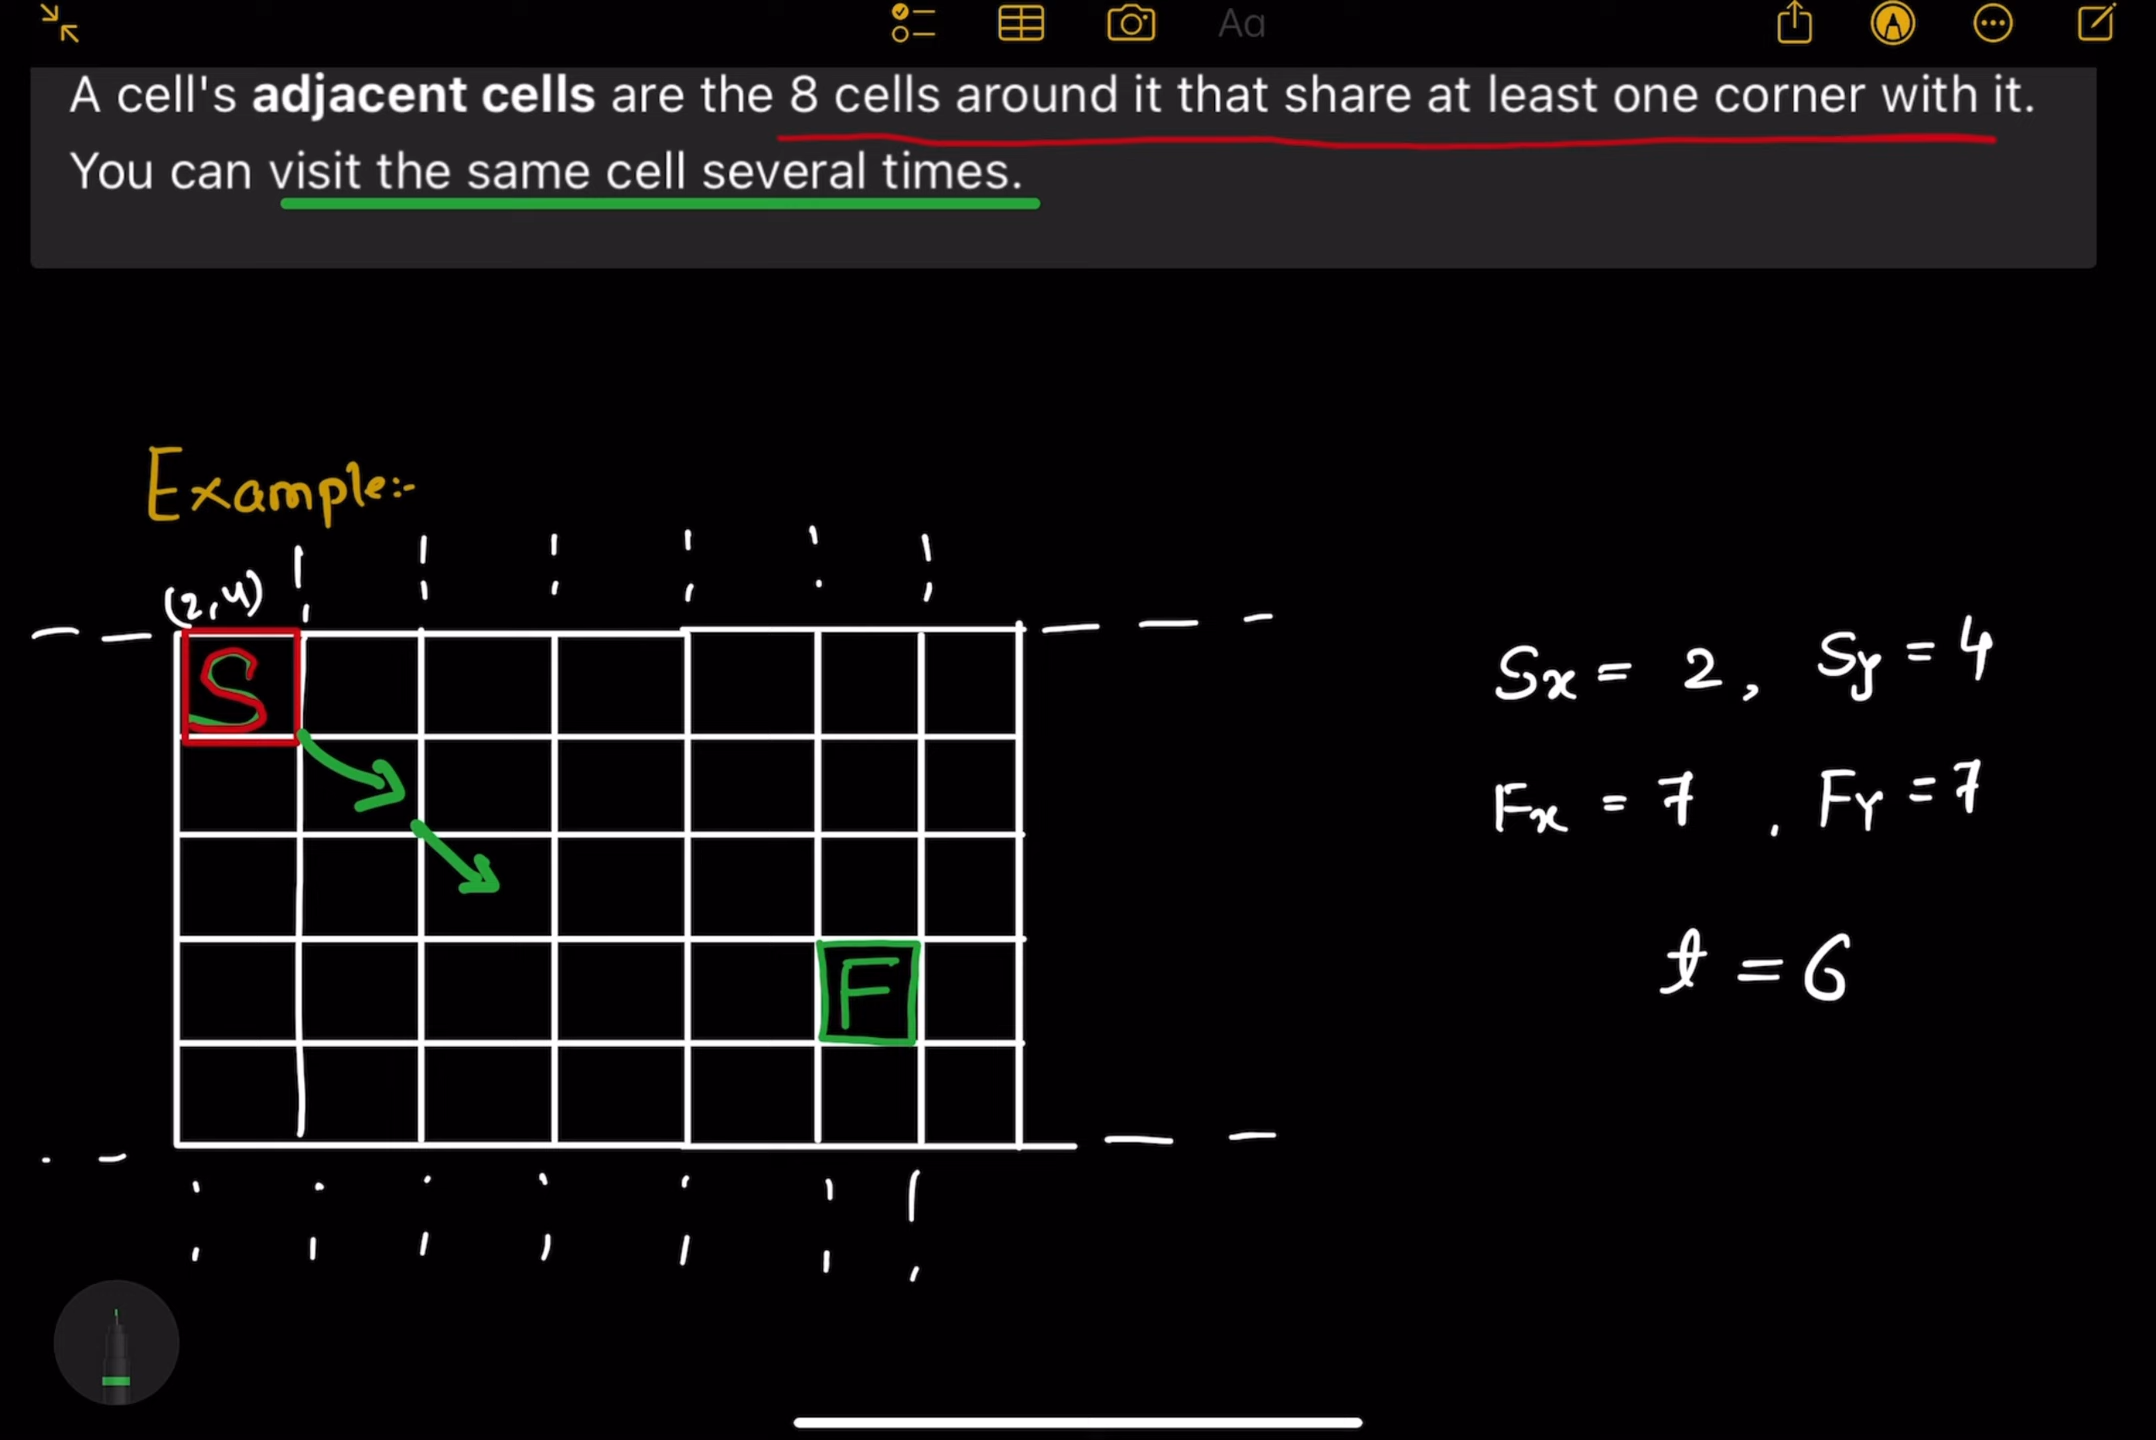 Aa
A cell's adjacent cells are the 8 cells around it that share at least one corner with it.
You can visit the same cell several times.
Example:-
(2,4)
S
F
Sx = 2, Sy = 4
Fx = 7, Fy = 7
t = 6